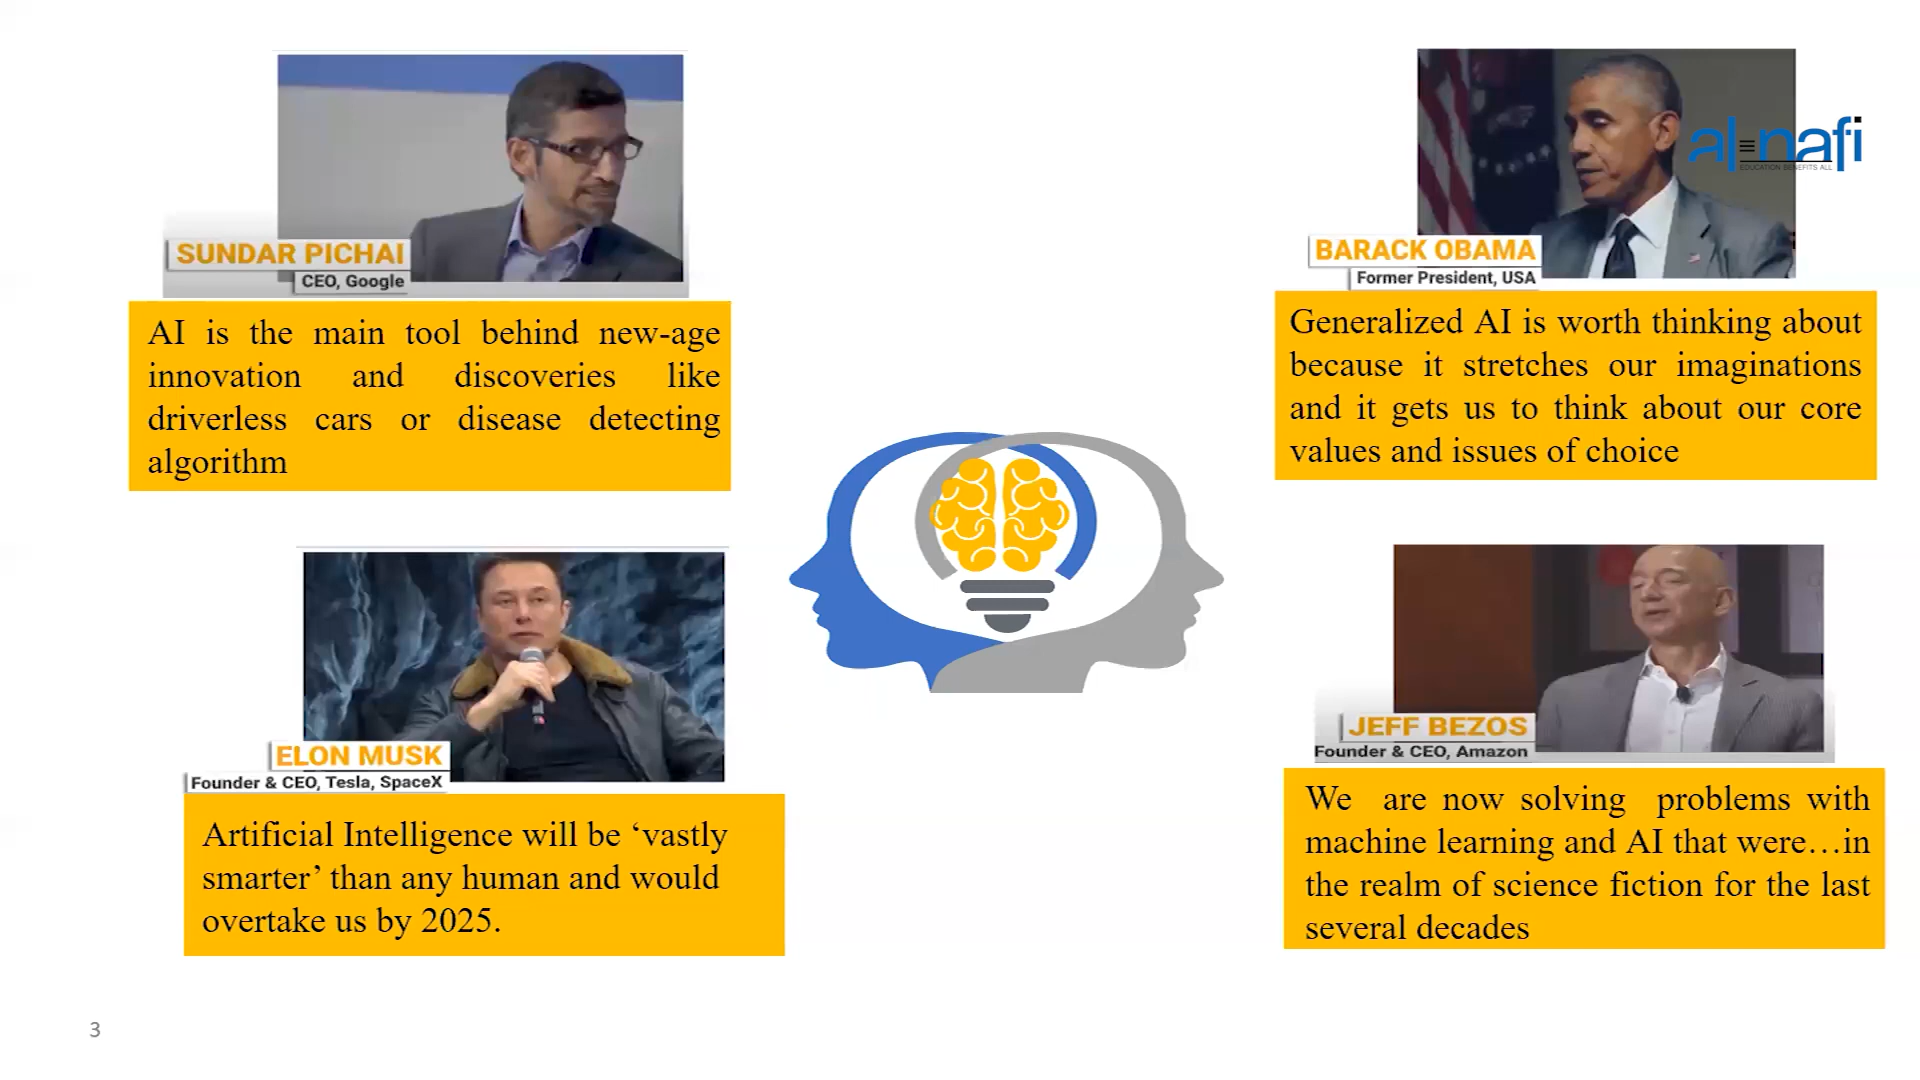 SUNDAR PICHAI
CEO, Google
AI is the main tool behind new-age
innovation and discoveries like
driverless cars or disease detecting
algorithm
BARACK OBAMA
Former President, USA
al-nafi
EDUCATION BENEFITS ALL
Generalized AI is worth thinking about
because it stretches our imaginations
and it gets us to think about our core
values and issues of choice
ELON MUSK
Founder & CEO, Tesla, SpaceX
Artificial Intelligence will be ‘vastly
smarter’ than any human and would
overtake us by 2025.
JEFF BEZOS
Founder & CEO, Amazon
We are now solving problems with
machine learning and AI that were…in
the realm of science fiction for the last
several decades
3